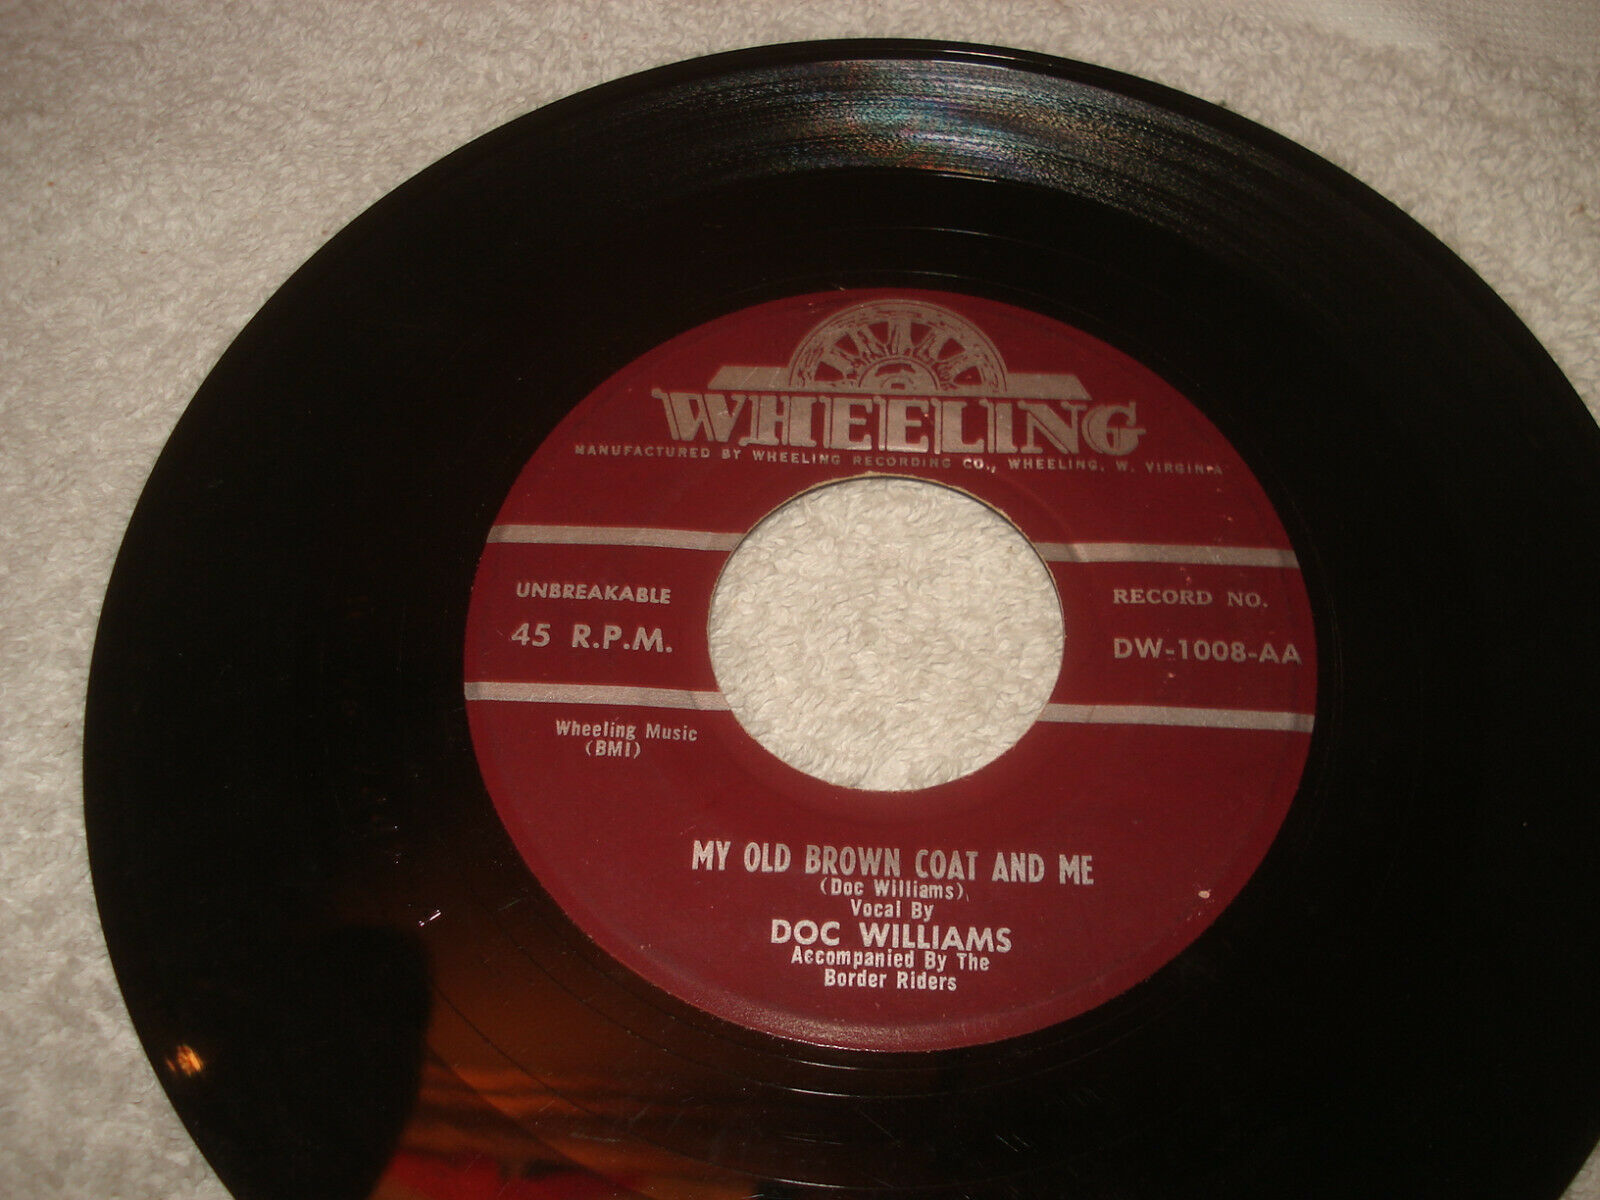 WHEELING
MANUFACTURED BY WHEELING RECORDING CO., WHEELING, W. VIRGINIA
UNBREAKABLE
45 R.P.M.
RECORD NO.
DW-1008-AA
Wheeling Music
(BMI)
MY OLD BROWN COAT AND ME
(Doc Williams)
Vocal By
DOC WILLIAMS
Accompanied By The
Border Riders